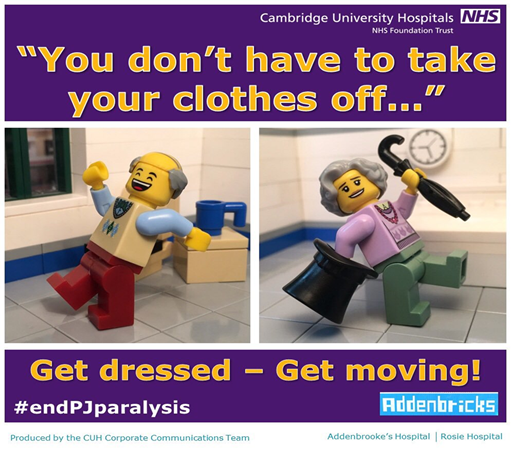 Cambridge University Hospitals NHS
NHS Foundation Trust
“You don’t have to take
your clothes off...”
Get dressed – Get moving!
#endPJparalysis
Addenbricks
Produced by the CUH Corporate Communications Team
Addenbrooke’s Hospital | Rosie Hospital